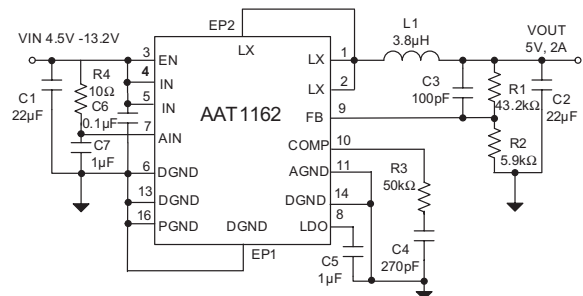 EP2
VIN 4.5V -13.2V
L1
3.8µH
VOUT
5V, 2A
3
EN
LX
LX
1
4
IN
LX
2
C1
22µF
R4
10Ω
C6
0.1µF
5
IN
C3
100pF
R1
43.2kΩ
C2
22µF
AAT1162
FB
9
7
AIN
C7
1µF
COMP
10
R2
5.9kΩ
6
DGND
AGND
11
R3
50kΩ
13
DGND
DGND
14
16
PGND
DGND
LDO
8
EP1
C5
1µF
C4
270pF